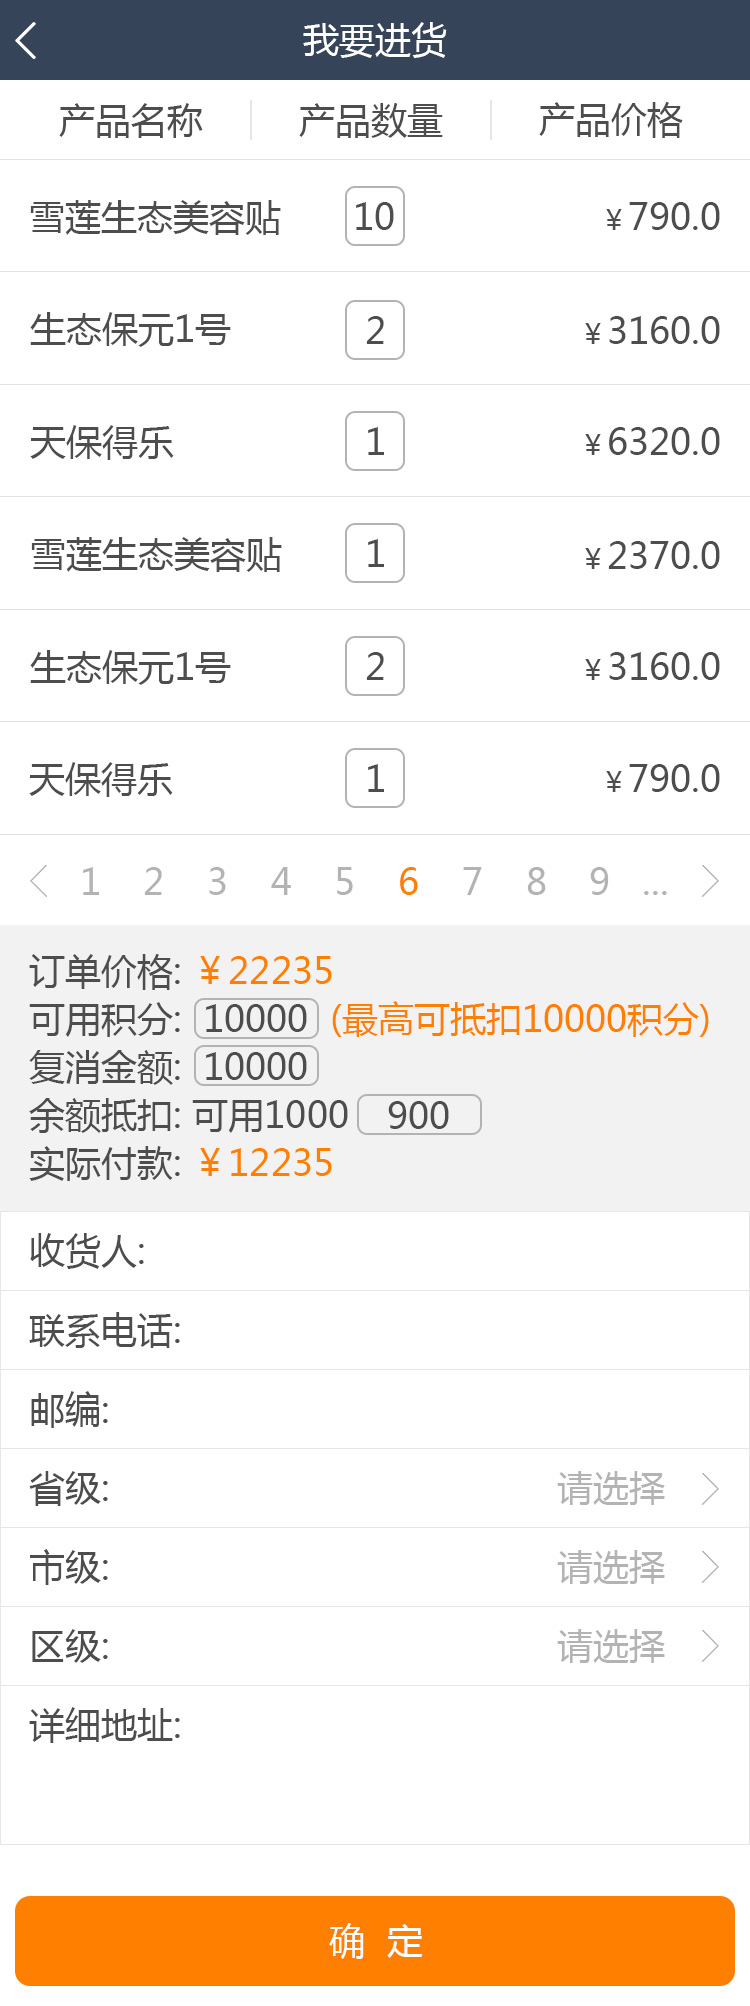 我要进货
产品名称 产品数量 产品价格
雪莲生态美容贴 10 ¥790.0
生态保元1号 2 ¥3160.0
天保得乐 1 ¥6320.0
雪莲生态美容贴 1 ¥2370.0
生态保元1号 2 ¥3160.0
天保得乐 1 ¥790.0
1 2 3 4 5 6 7 8 9 ...
订单价格: ¥22235
可用积分: 10000 (最高可抵扣10000积分)
复消金额: 10000
余额抵扣: 可用1000 900
实际付款: ¥12235
收货人:
联系电话:
邮编:
省级: 请选择
市级: 请选择
区级: 请选择
详细地址:
确 定